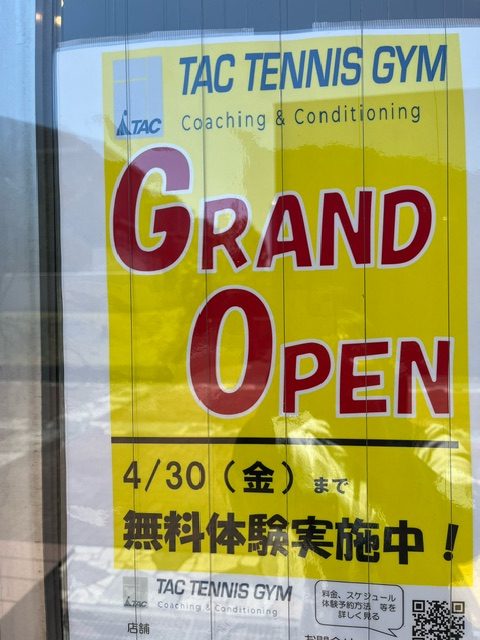 TAC TENNIS GYM
TAC
Coaching & Conditioning
GRAND
OPEN
4/30（金）まで
無料体験実施中！
TAC TENNIS GYM
TAC
Coaching & Conditioning
料金、スケジュール
体験予約方法 等を
詳しく見る
店舗